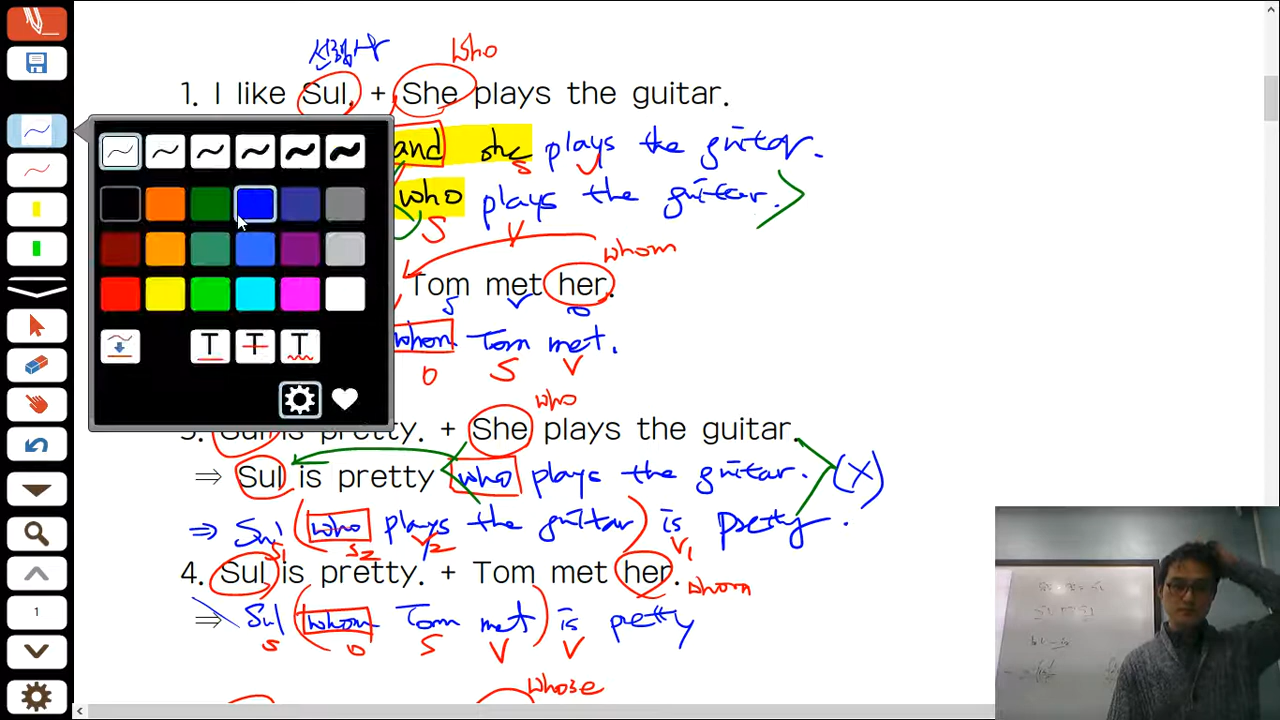 선행사 who
1. I like Sul. + She plays the guitar.
and she plays the guitar.
S V
who plays the guitar.
S V
whom
Tom met her.
S V O
whom Tom met.
O S V
who
is pretty. + She plays the guitar.
⇒ Sul is pretty who plays the guitar. (X)
⇒ Sul (who plays the guitar) is pretty.
S1 S2 V2 V1
4. Sul is pretty. + Tom met her.
whom
⇒ Sul (whom Tom met) is pretty
S O S V V
whose
T T T
1